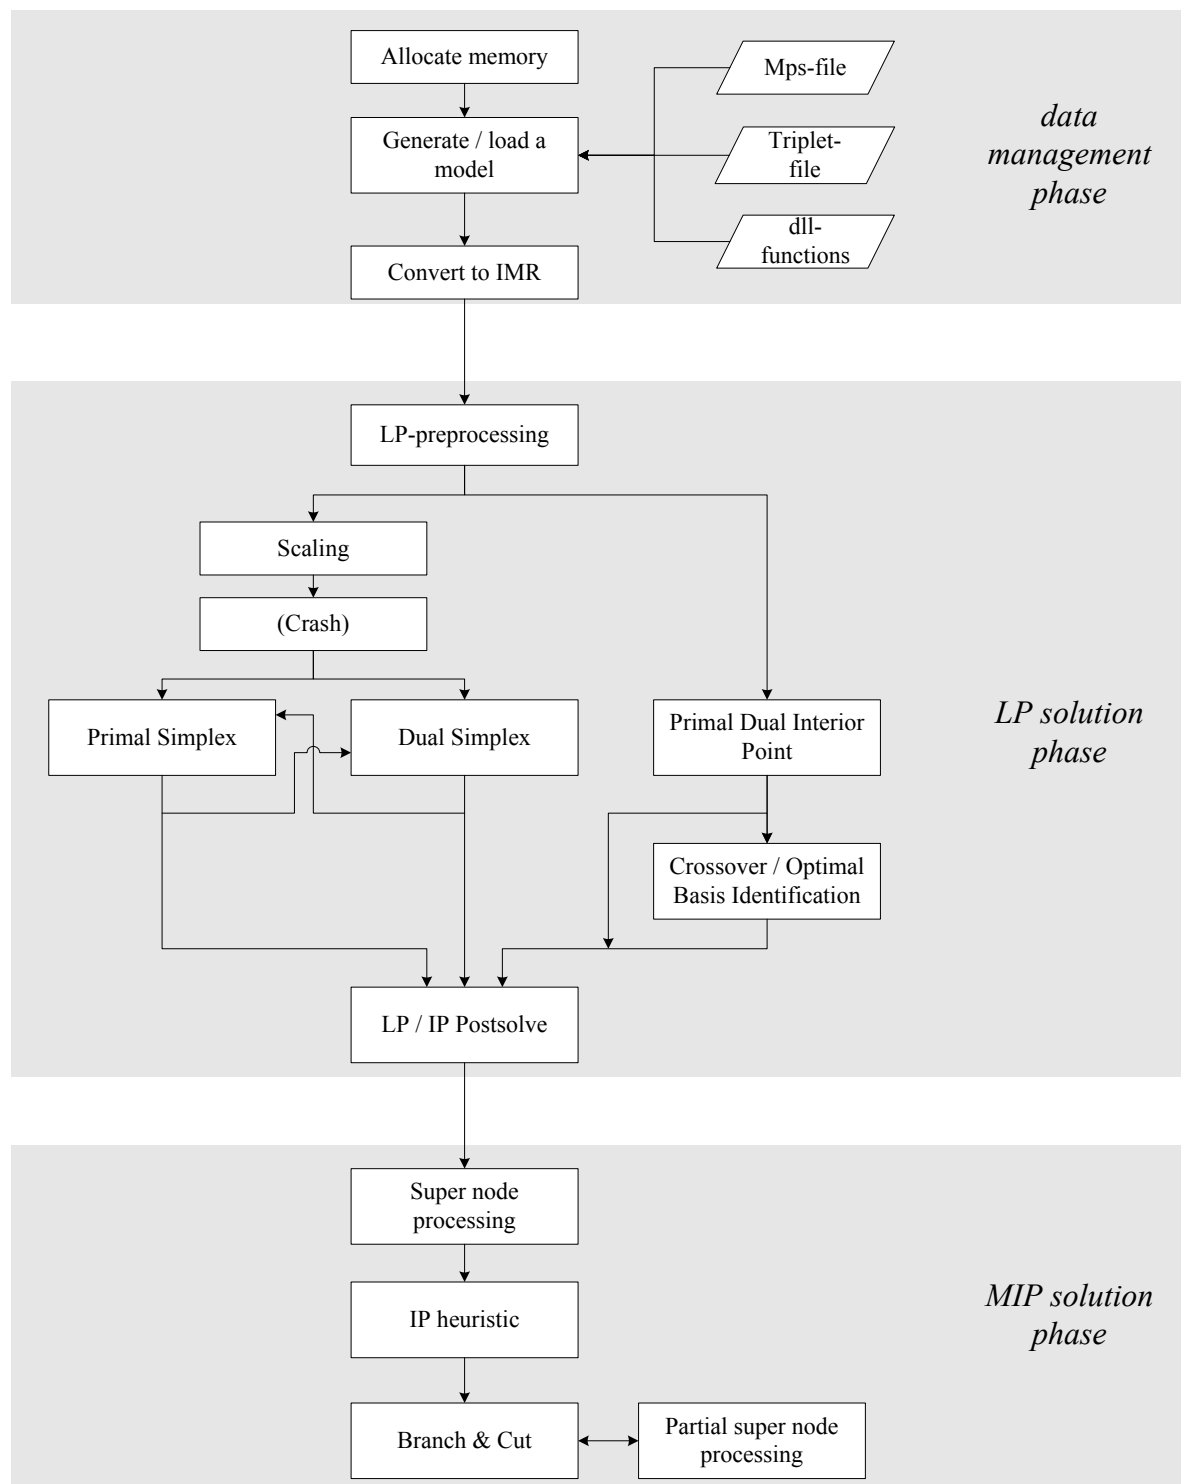 Allocate memory
Mps-file
Generate / load a
model
Triplet-
file
dll-
functions
Convert to IMR
data
management
phase
LP-preprocessing
Scaling
(Crash)
Primal Simplex
Dual Simplex
Primal Dual Interior
Point
LP solution
phase
Crossover / Optimal
Basis Identification
LP / IP Postsolve
Super node
processing
IP heuristic
MIP solution
phase
Branch & Cut
Partial super node
processing